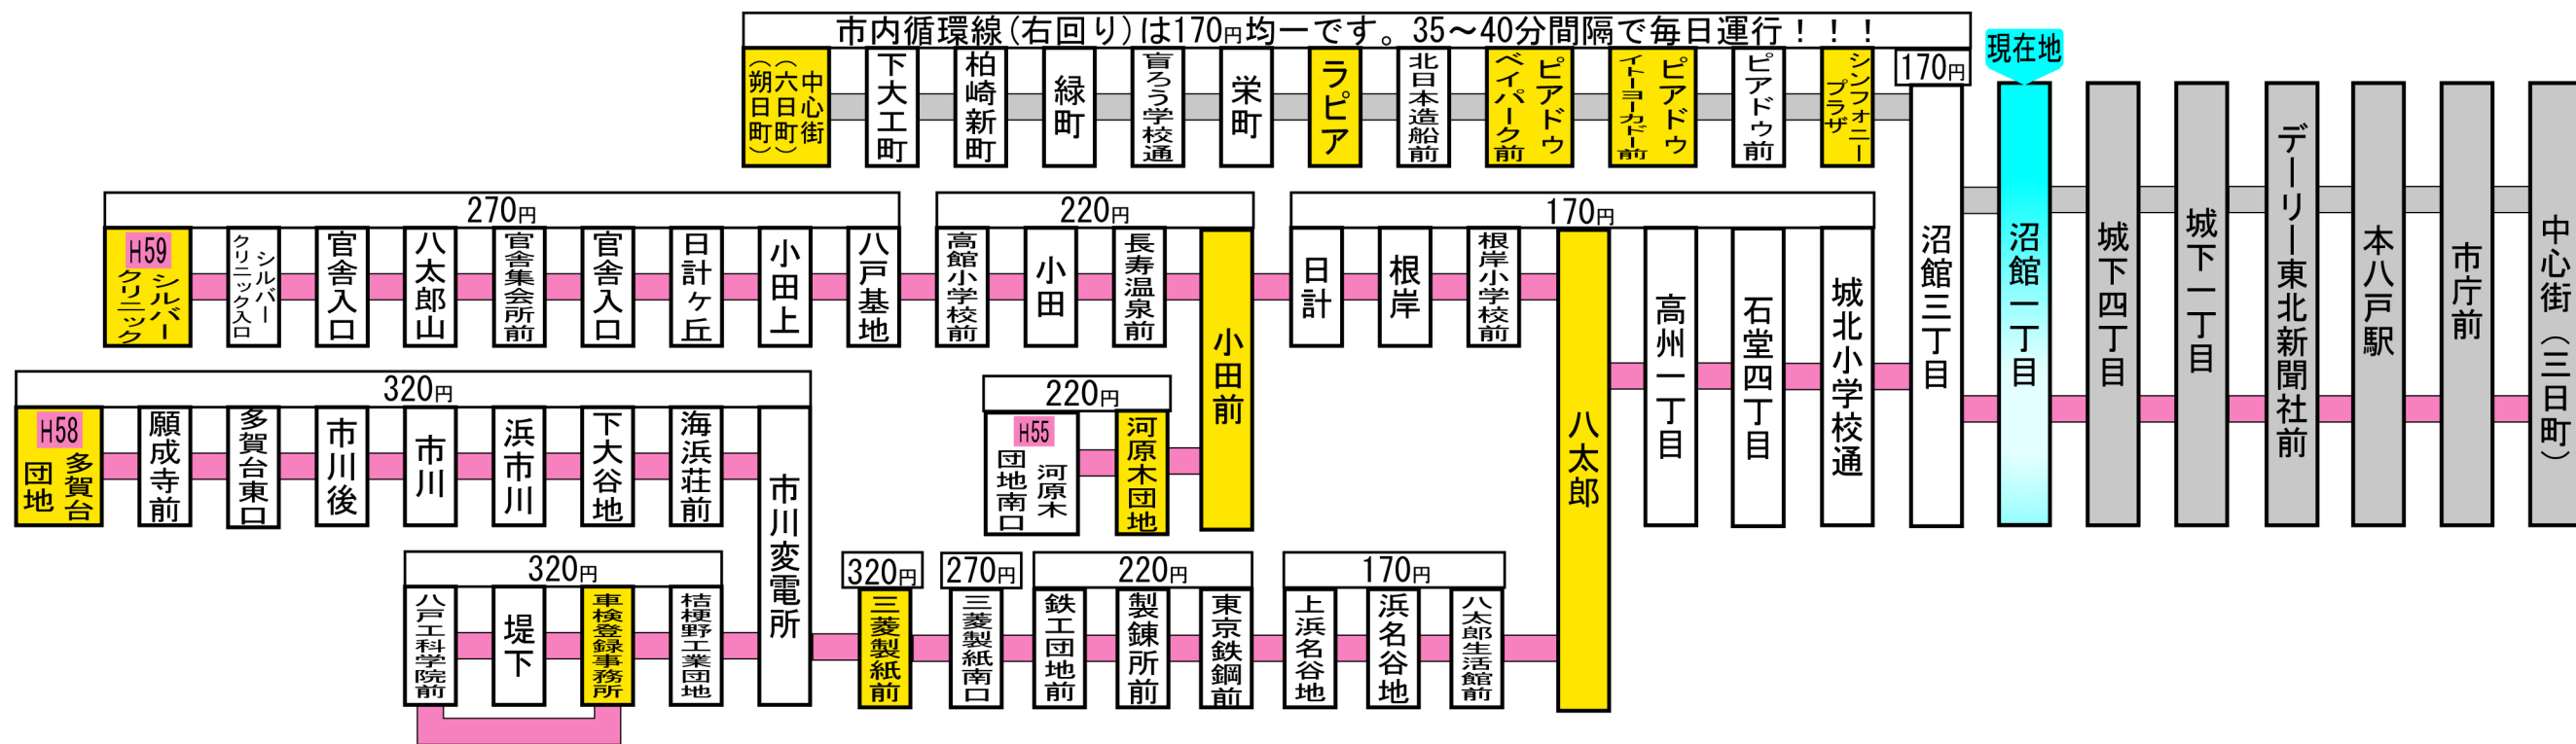 市内循環線(右回り)は170円均一です。35～40分間隔で毎日運行！！！
現在地
中心街
(六日町)
(朔日町)
下大工町
柏崎新町
緑町
盲ろう学校通
栄町
ラピア
北日本造船前
ピアドゥ
ベイパーク前
ピアドゥ
イトーヨーカドー前
ピアドゥ前
シンフォニー
プラザ
170円
沼館三丁目
沼館一丁目
城下四丁目
城下一丁目
デーリー東北新聞社前
本八戸駅
市庁前
中心街（三日町）
270円
H59
シルバー
クリニック
シルバー
クリニック入口
官舎入口
八太郎山
官舎集会所前
官舎入口
日計ヶ丘
小田上
八戸基地
220円
高館小学校前
小田
長寿温泉前
小田前
170円
日計
根岸
根岸小学校前
八太郎
高州一丁目
石堂四丁目
城北小学校通
320円
H58
多賀台
団地
願成寺前
多賀台東口
市川後
市川
浜市川
下大谷地
海浜荘前
市川変電所
220円
H55
河原木
団地南口
河原木団地
320円
八戸工科学院前
堤下
車検登録事務所
桔梗野工業団地
320円
三菱製紙前
270円
三菱製紙南口
220円
鉄工団地前
製錬所前
東京鉄鋼前
170円
上浜名谷地
浜名谷地
八太郎生活館前